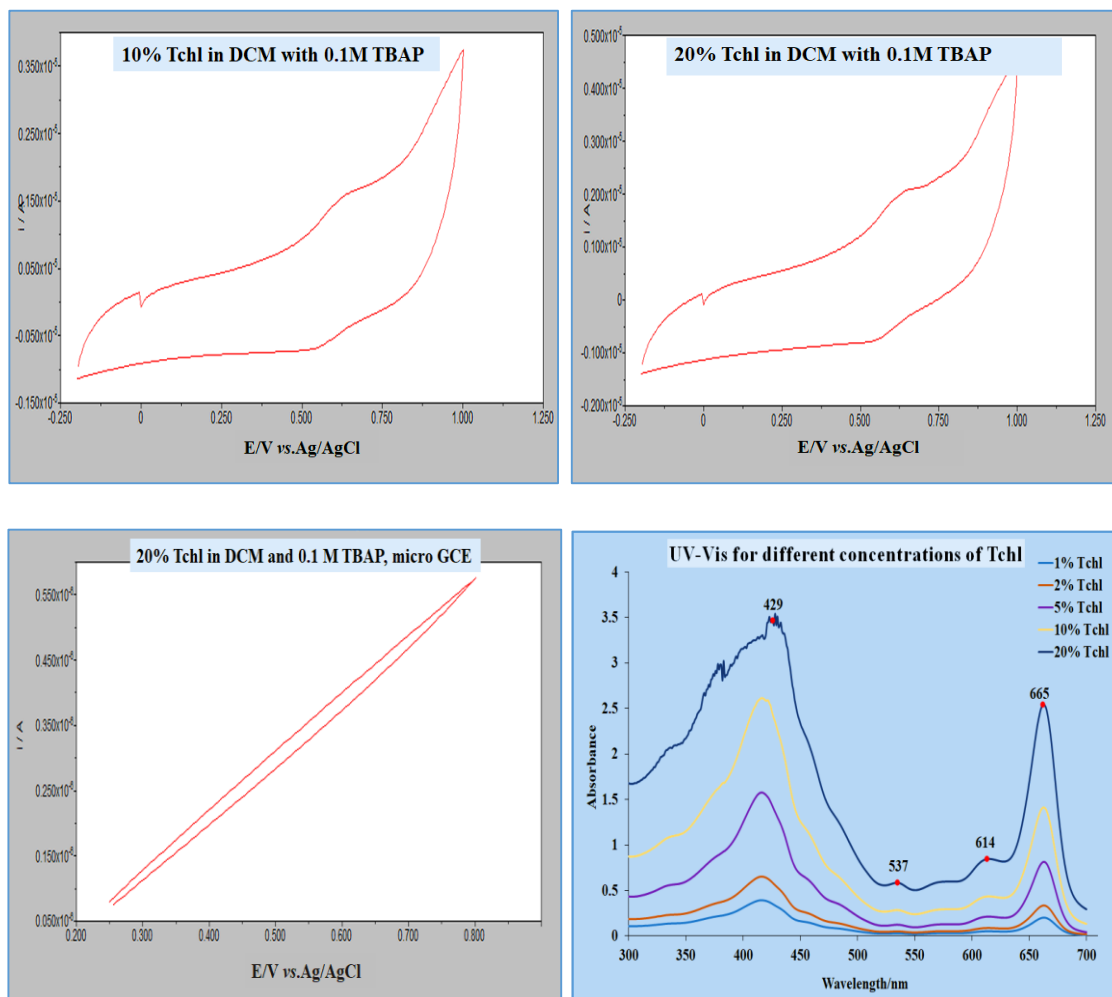 10% Tchl in DCM with 0.1M TBAP
0.350x10-5
0.250x10-5
0.150x10-5
0.050x10-5
-0.050x10-5
-0.150x10-5
I / A
-0.250 0 0.250 0.500 0.750 1.000 1.250
E/V vs.Ag/AgCl
20% Tchl in DCM with 0.1M TBAP
0.500x10-5
0.400x10-5
0.300x10-5
0.200x10-5
0.100x10-5
0
-0.100x10-5
-0.200x10-5
I / A
-0.250 0 0.250 0.500 0.750 1.000 1.250
E/V vs.Ag/AgCl
20% Tchl in DCM and 0.1 M TBAP, micro GCE
0.550x10-8
0.450x10-8
0.350x10-8
0.250x10-8
0.150x10-8
0.050x10-8
I / A
0.200 0.300 0.400 0.500 0.600 0.700 0.800
E/V vs.Ag/AgCl
UV-Vis for different concentrations of Tchl
1% Tchl
2% Tchl
5% Tchl
10% Tchl
20% Tchl
4
3.5
3
2.5
2
1.5
1
0.5
0
Absorbance
429
537
614
665
300 350 400 450 500 550 600 650 700
Wavelength/nm